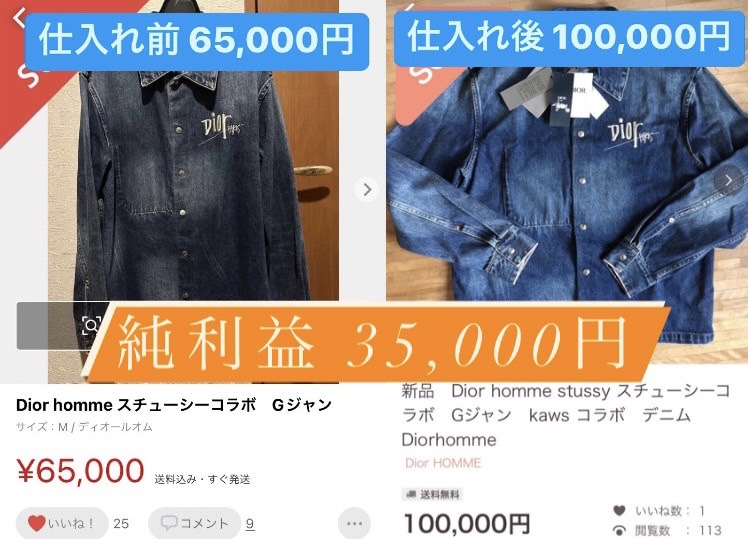 仕入れ前 65,000円
仕入れ後 100,000円
Dior
Dior
DIOR
純利益 35,000円
Dior homme スチューシーコラボ Gジャン
サイズ：M / ディオールオム
¥65,000 送料込み・すぐ発送
いいね！ 25 コメント 9
新品 Dior homme stussy スチューシーコ
ラボ Gジャン kaws コラボ デニム
Diorhomme
Dior HOMME
送料無料
100,000円
いいね数： 1
閲覧数 ： 113